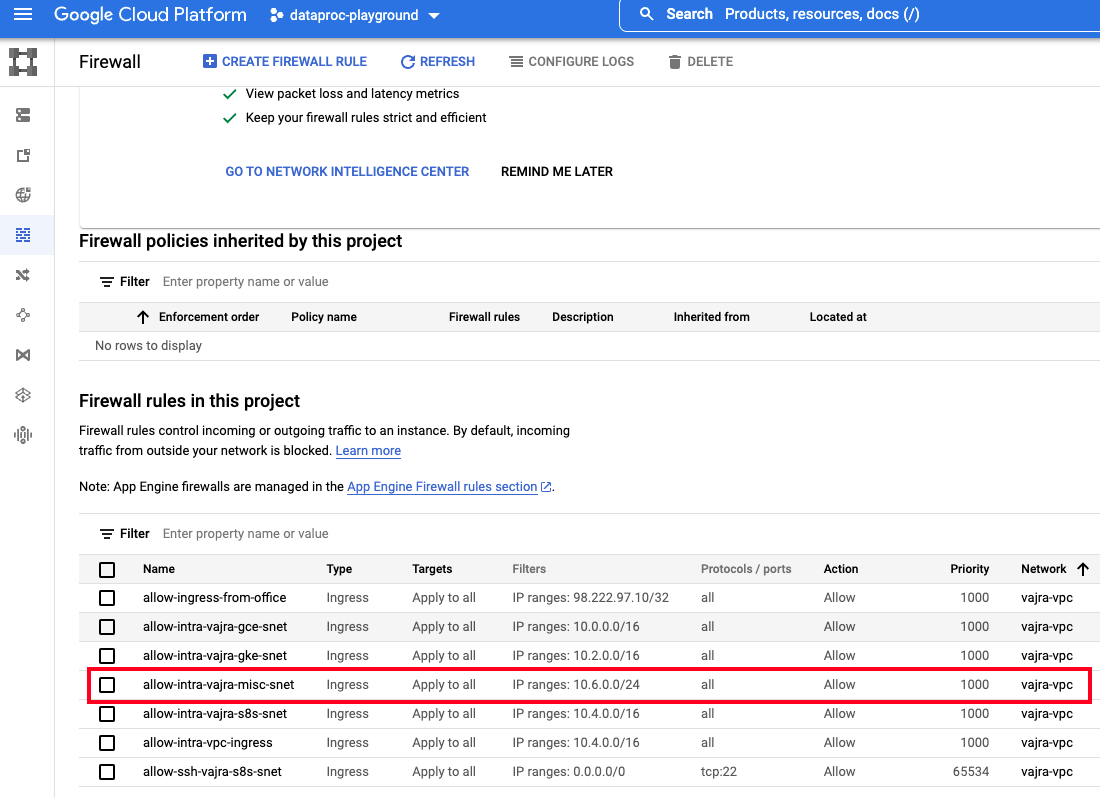 Google Cloud Platform dataproc-playground Search Products, resources, docs (/)
Firewall CREATE FIREWALL RULE REFRESH CONFIGURE LOGS DELETE
View packet loss and latency metrics
Keep your firewall rules strict and efficient
GO TO NETWORK INTELLIGENCE CENTER REMIND ME LATER
Firewall policies inherited by this project
Filter Enter property name or value
Enforcement order Policy name Firewall rules Description Inherited from Located at
No rows to display
Firewall rules in this project
Firewall rules control incoming or outgoing traffic to an instance. By default, incoming
traffic from outside your network is blocked. Learn more
Note: App Engine firewalls are managed in the App Engine Firewall rules section.
Filter Enter property name or value
Name Type Targets Filters Protocols / ports Action Priority Network
allow-ingress-from-office Ingress Apply to all IP ranges: 98.222.97.10/32 all Allow 1000 vajra-vpc
allow-intra-vajra-gce-snet Ingress Apply to all IP ranges: 10.0.0.0/16 all Allow 1000 vajra-vpc
allow-intra-vajra-gke-snet Ingress Apply to all IP ranges: 10.2.0.0/16 all Allow 1000 vajra-vpc
allow-intra-vajra-misc-snet Ingress Apply to all IP ranges: 10.6.0.0/24 all Allow 1000 vajra-vpc
allow-intra-vajra-s8s-snet Ingress Apply to all IP ranges: 10.4.0.0/16 all Allow 1000 vajra-vpc
allow-intra-vpc-ingress Ingress Apply to all IP ranges: 10.4.0.0/16 all Allow 1000 vajra-vpc
allow-ssh-vajra-s8s-snet Ingress Apply to all IP ranges: 0.0.0.0/0 tcp:22 Allow 65534 vajra-vpc